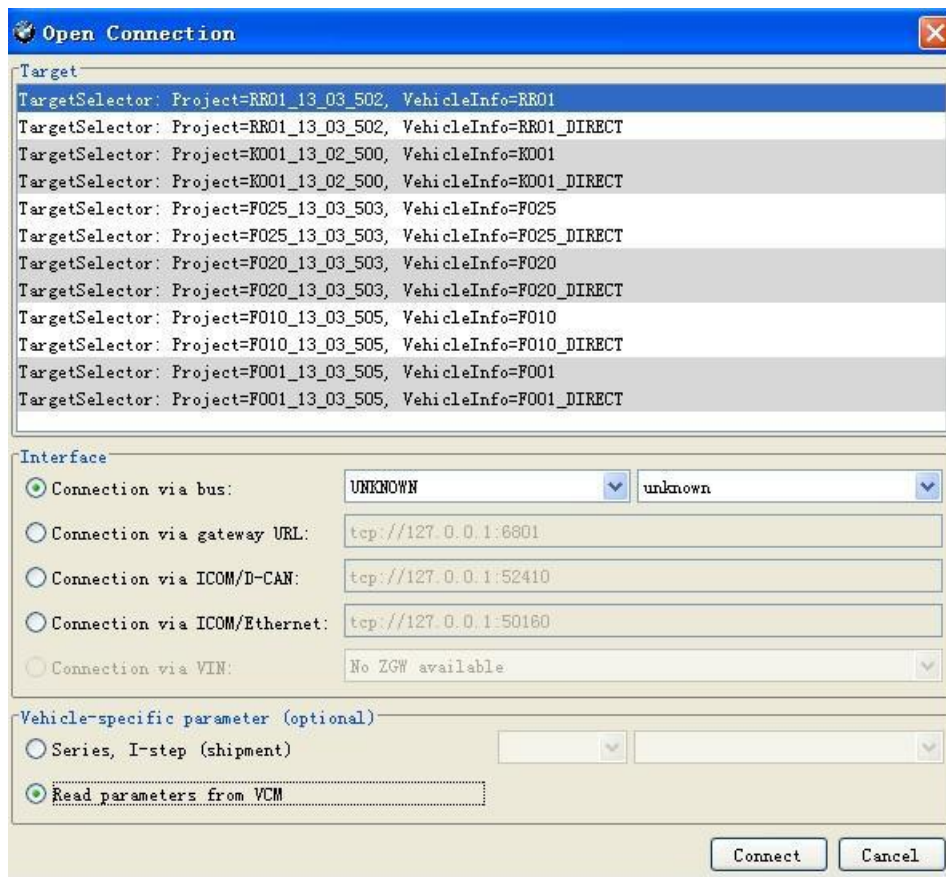 Open Connection
Target
TargetSelector: Project=RR01_13_03_502, VehicleInfo=RR01
TargetSelector: Project=RR01_13_03_502, VehicleInfo=RR01_DIRECT
TargetSelector: Project=K001_13_02_500, VehicleInfo=K001
TargetSelector: Project=K001_13_02_500, VehicleInfo=K001_DIRECT
TargetSelector: Project=F025_13_03_503, VehicleInfo=F025
TargetSelector: Project=F025_13_03_503, VehicleInfo=F025_DIRECT
TargetSelector: Project=F020_13_03_503, VehicleInfo=F020
TargetSelector: Project=F020_13_03_503, VehicleInfo=F020_DIRECT
TargetSelector: Project=F010_13_03_505, VehicleInfo=F010
TargetSelector: Project=F010_13_03_505, VehicleInfo=F010_DIRECT
TargetSelector: Project=F001_13_03_505, VehicleInfo=F001
TargetSelector: Project=F001_13_03_505, VehicleInfo=F001_DIRECT
Interface
Connection via bus: UNKNOWN unknown
Connection via gateway URL: tcp://127.0.0.1:6801
Connection via ICOM/D-CAN: tcp://127.0.0.1:52410
Connection via ICOM/Ethernet: tcp://127.0.0.1:50160
Connection via VIN: No ZGW available
Vehicle-specific parameter (optional)
Series, I-step (shipment)
Read parameters from VCM
Connect Cancel